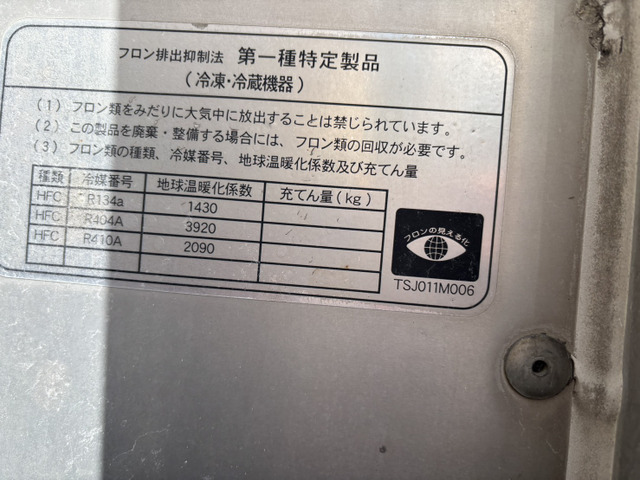 フロン排出抑制法 第一種特定製品
(冷凍・冷蔵機器)
(1) フロン類をみだりに大気中に放出することは禁じられています。
(2) この製品を廃棄・整備する場合には、フロン類の回収が必要です。
(3) フロン類の種類、冷媒番号、地球温暖化係数及び充てん量
種類 冷媒番号 地球温暖化係数 充てん量(kg)
HFC R134a 1430
HFC R404A 3920
HFC R410A 2090
フロンの見える化
TSJ011M006